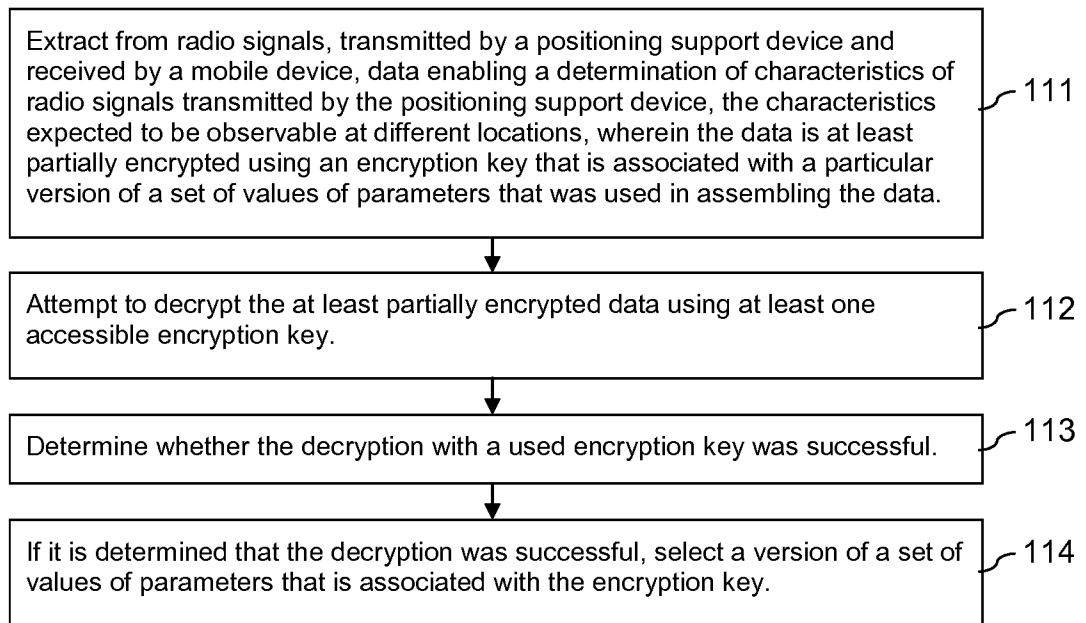 Extract from radio signals, transmitted by a positioning support device and
received by a mobile device, data enabling a determination of characteristics of
radio signals transmitted by the positioning support device, the characteristics
expected to be observable at different locations, wherein the data is at least
partially encrypted using an encryption key that is associated with a particular
version of a set of values of parameters that was used in assembling the data.
111
Attempt to decrypt the at least partially encrypted data using at least one
accessible encryption key.
112
Determine whether the decryption with a used encryption key was successful.
113
If it is determined that the decryption was successful, select a version of a set of
values of parameters that is associated with the encryption key.
114